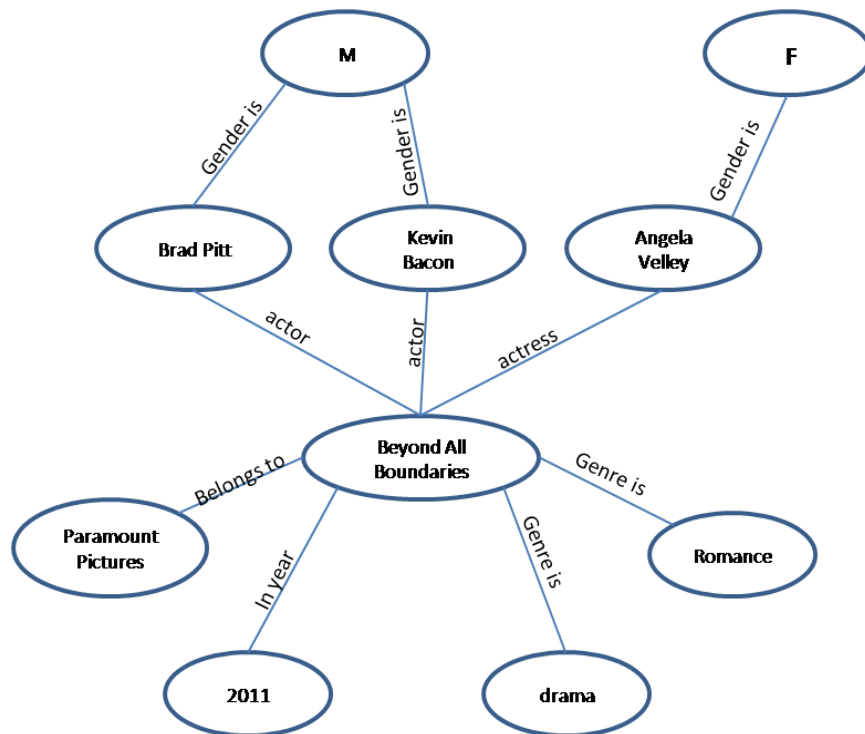 M
F
Gender is
Gender is
Gender is
Brad Pitt
Kevin
Bacon
Angela
Velley
actor
actor
actress
Beyond All
Boundaries
Belongs to
Genre is
Paramount
Pictures
In year
Genre is
Romance
2011
drama